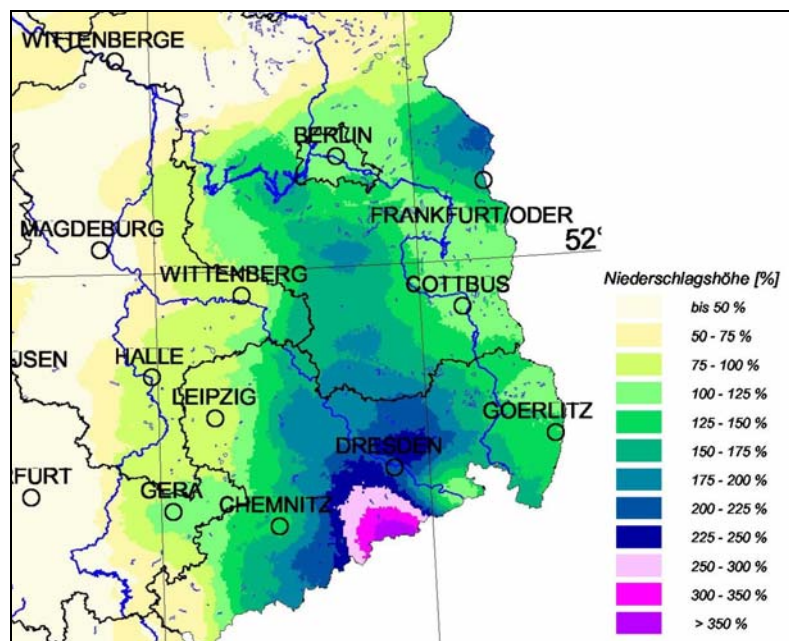 WITTENBERGE
BERLIN
FRANKFURT/ODER
MAGDEBURG
52°
WITTENBERG
COTTBUS
HALLE
LEIPZIG
GOERLITZ
DRESDEN
GERA
CHEMNITZ
Niederschlagshöhe [%]
bis 50 %
50 - 75 %
75 - 100 %
100 - 125 %
125 - 150 %
150 - 175 %
175 - 200 %
200 - 225 %
225 - 250 %
250 - 300 %
300 - 350 %
> 350 %